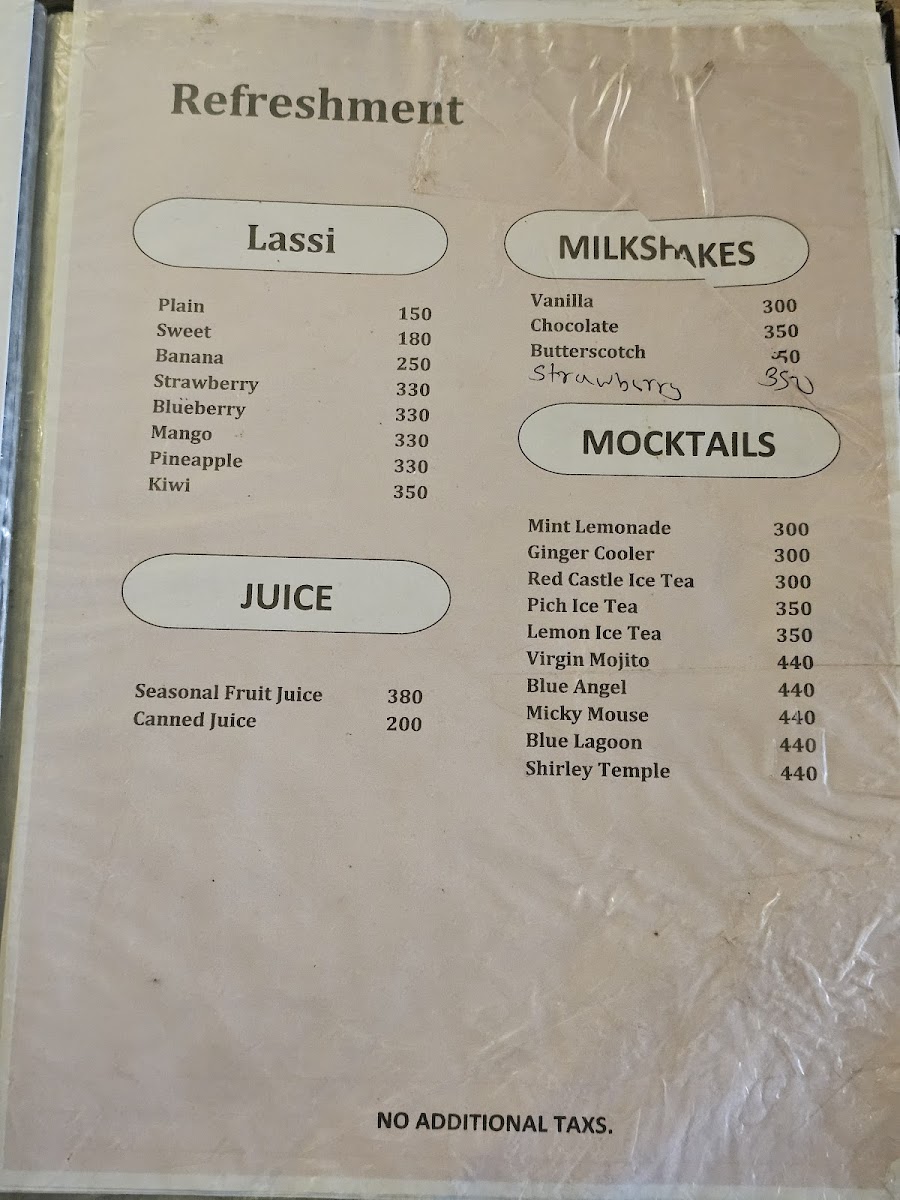 Refreshment
Lassi
Plain 150
Sweet 180
Banana 250
Strawberry 330
Blueberry 330
Mango 330
Pineapple 330
Kiwi 350
JUICE
Seasonal Fruit Juice 380
Canned Juice 200
MILKSHAKES
Vanilla 300
Chocolate 350
Butterscotch
Strawberry 350
MOCKTAILS
Mint Lemonade 300
Ginger Cooler 300
Red Castle Ice Tea 300
Pich Ice Tea 350
Lemon Ice Tea 350
Virgin Mojito 440
Blue Angel 440
Micky Mouse 440
Blue Lagoon 440
Shirley Temple 440
NO ADDITIONAL TAXS.